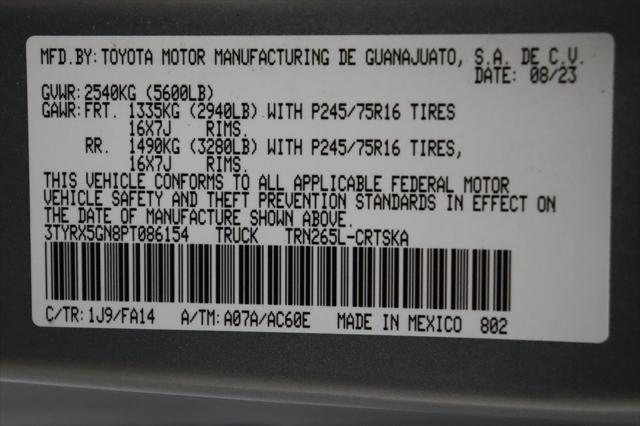 MFD.BY: TOYOTA MOTOR MANUFACTURING DE GUANAJUATO, S.A. DE C.V.
DATE: 08/23
GVWR: 2540KG (5600LB)
GAWR: FRT. 1335KG (2940LB) WITH P245/75R16 TIRES
16X7J RIMS.
RR. 1490KG (3280LB) WITH P245/75R16 TIRES,
16X7J RIMS.
THIS VEHICLE CONFORMS TO ALL APPLICABLE FEDERAL MOTOR
VEHICLE SAFETY AND THEFT PREVENTION STANDARDS IN EFFECT ON
THE DATE OF MANUFACTURE SHOWN ABOVE.
3TYRX5GN8PT086154 TRUCK TRN265L-CRTSKA
C/TR: 1J9/FA14 A/TM: A07A/AC60E MADE IN MEXICO 802